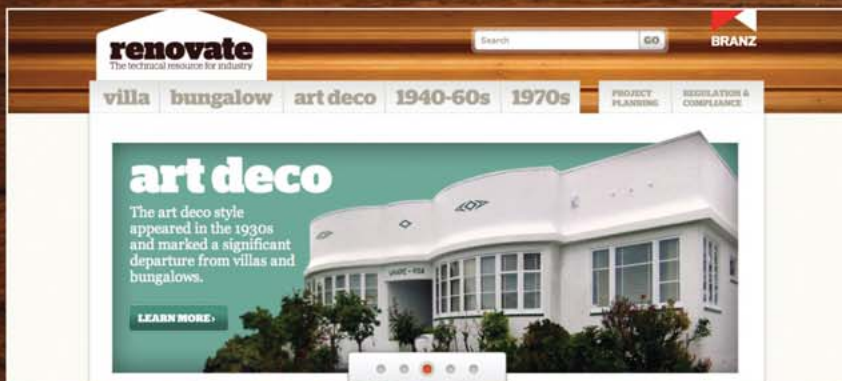 renovate
The technical resource for industry
Search
GO
BRANZ
villa
bungalow
art deco
1940-60s
1970s
PROJECT
PLANNING
REGULATION &
COMPLIANCE
art deco
The art deco style
appeared in the 1930s
and marked a significant
departure from villas and
bungalows.
LEARN MORE ›